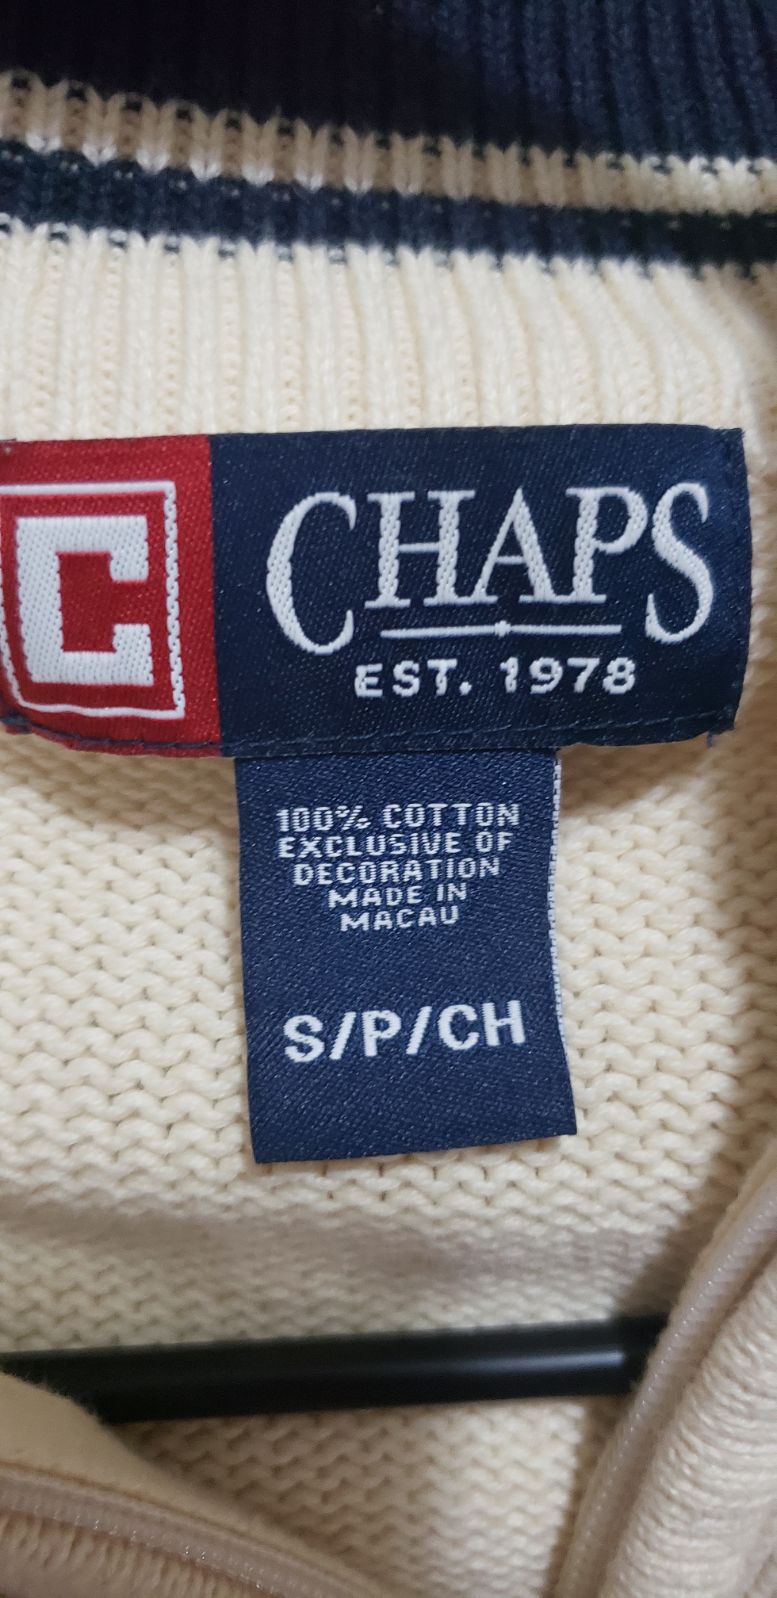 C
CHAPS
EST. 1978
100% COTTON
EXCLUSIVE OF
DECORATION
MADE IN
MACAU
S/P/CH